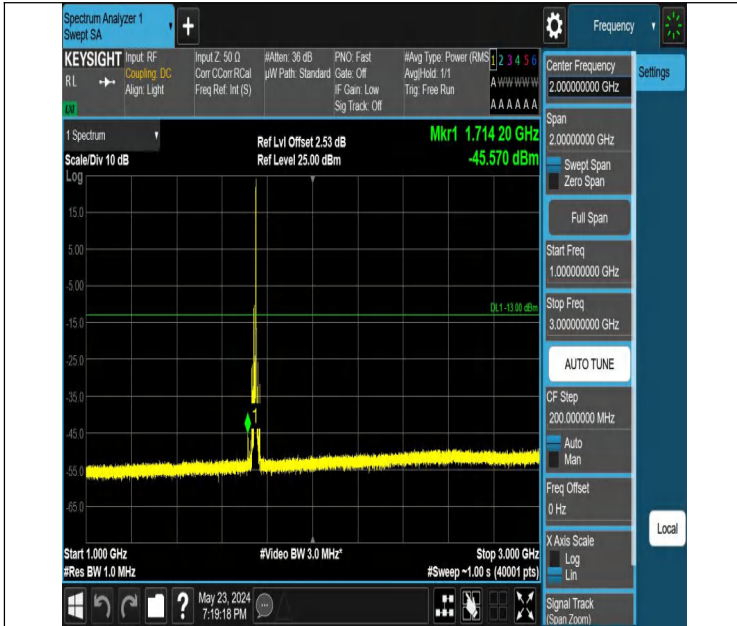 Spectrum Analyzer 1
Swept SA
+
Frequency
KEYSIGHT
RL
Input: RF
Coupling: DC
Align: Light
Input Z: 50 Ω
Corr CCorr RCal
Freq Ref: Int (S)
#Atten: 36 dB
µW Path: Standard
PNO: Fast
Gate: Off
IF Gain: Low
Sig Track: Off
#Avg Type: Power (RMS
Avg|Hold: 1/1
Trig: Free Run
1 2 3 4 5 6
A W W W W W
A A A A A A
1 Spectrum
Scale/Div 10 dB
Log
Ref Lvl Offset 2.53 dB
Ref Level 25.00 dBm
Mkr1 1.714 20 GHz
-45.570 dBm
15.0
5.00
-5.00
DL1 -13.00 dBm
-15.0
-25.0
-35.0
1
-45.0
-55.0
-65.0
Start 1.000 GHz
#Res BW 1.0 MHz
#Video BW 3.0 MHz*
Stop 3.000 GHz
#Sweep ~1.00 s (40001 pts)
?
May 23, 2024
7:19:18 PM
Center Frequency
2.000000000 GHz
Settings
Span
2.00000000 GHz
Swept Span
Zero Span
Full Span
Start Freq
1.000000000 GHz
Stop Freq
3.000000000 GHz
AUTO TUNE
CF Step
200.000000 MHz
Auto
Man
Freq Offset
0 Hz
X Axis Scale
Log
Lin
Local
Signal Track
(Span Zoom)